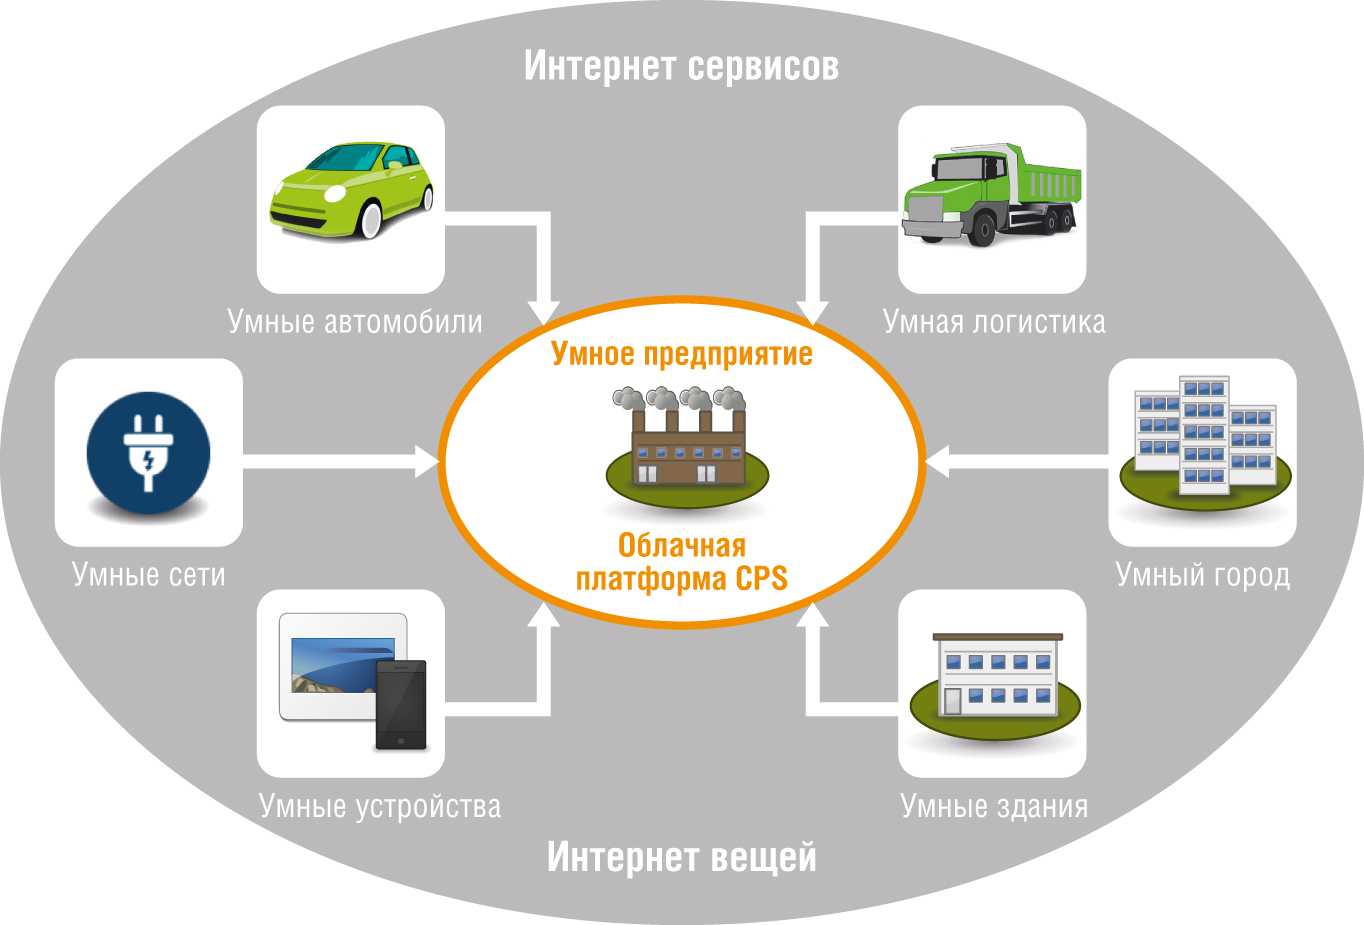 Интернет сервисов
Умные автомобили
Умная логистика
Умное предприятие
Облачная
платформа CPS
Умные сети
Умный город
Умные устройства
Умные здания
Интернет вещей